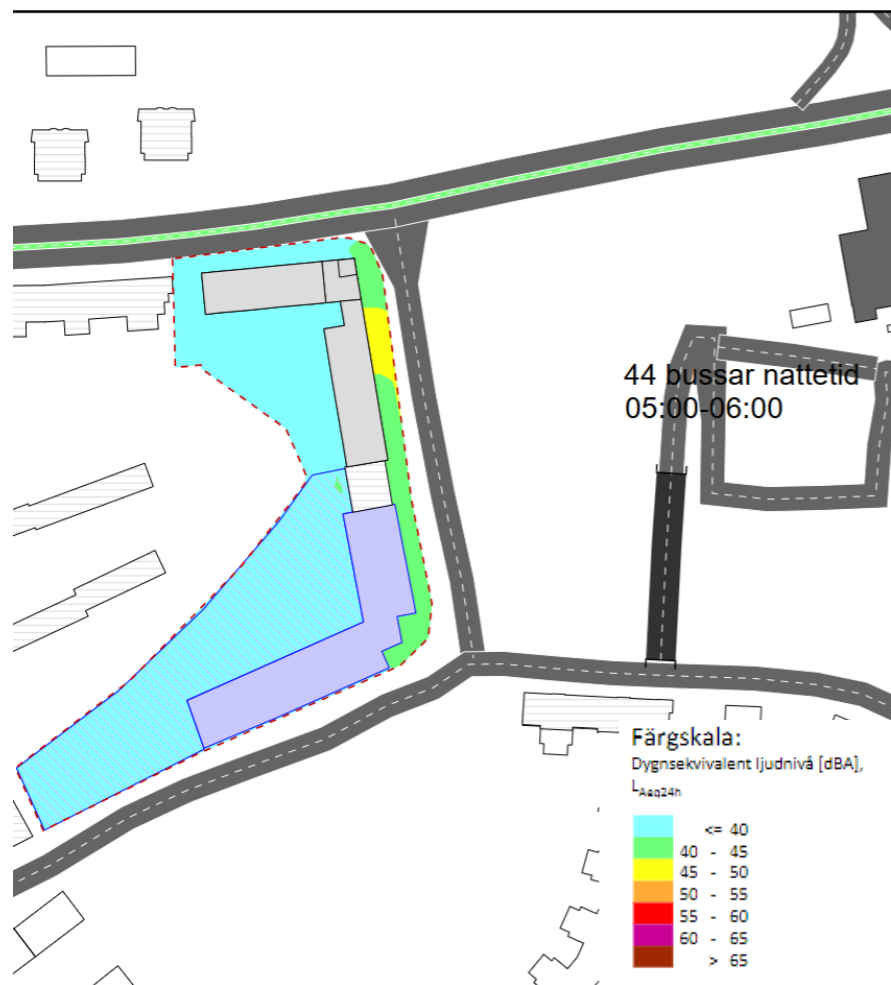 44 bussar nattetid
05:00-06:00
Färgskala:
Dygnsekvivalent ljudnivå [dBA],
LAeq24h
<= 40
40 - 45
45 - 50
50 - 55
55 - 60
60 - 65
> 65